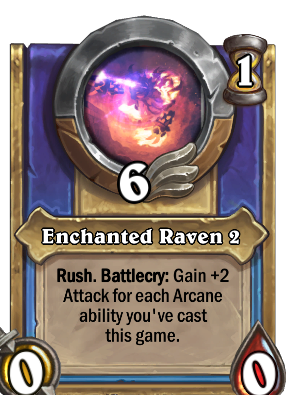 1
6
Enchanted Raven 2
Rush. Battlecry: Gain +2
Attack for each Arcane
ability you've cast
this game.
0
0